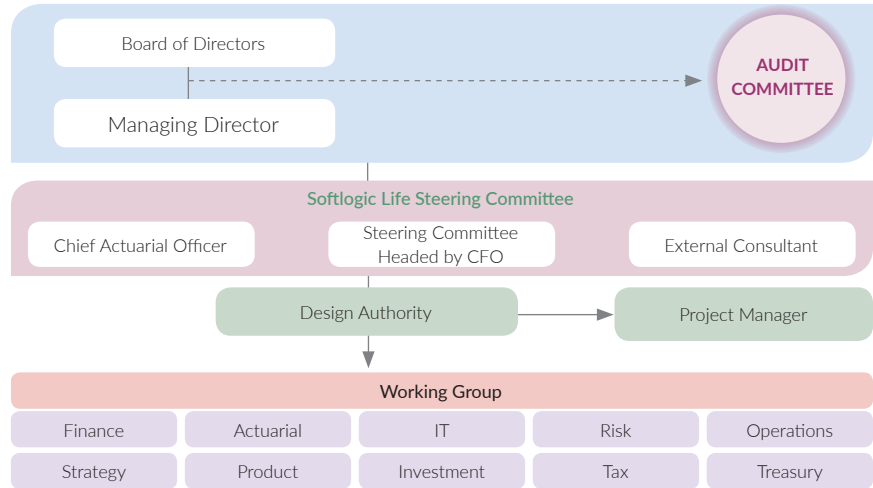 Board of Directors
AUDIT
COMMITTEE
Managing Director
Softlogic Life Steering Committee
Chief Actuarial Officer
Steering Committee
Headed by CFO
External Consultant
Design Authority
Project Manager
Working Group
Finance
Actuarial
IT
Risk
Operations
Strategy
Product
Investment
Tax
Treasury